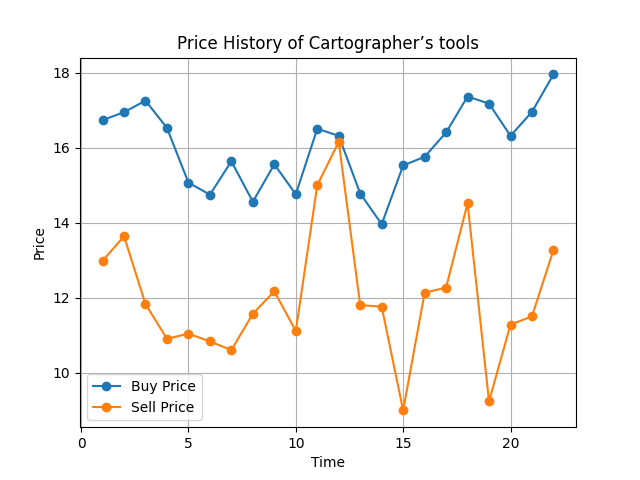 Price History of Cartographer’s tools
Price
18
16
14
12
10
Buy Price
Sell Price
0 5 10 15 20
Time